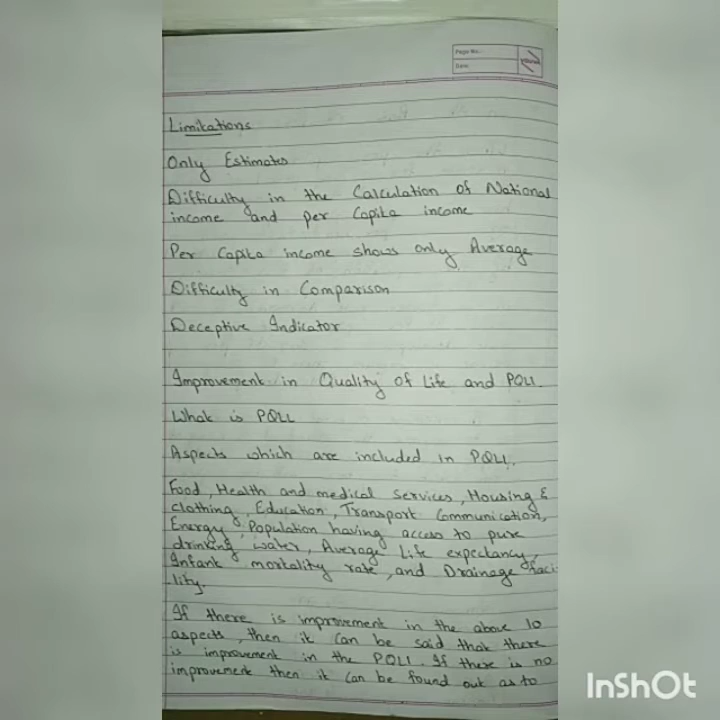 Page No.:
Date
Limitations
Only Estimates
Difficulty in the Calculation of National
income and per Capita income
Per Capita income shows only Average
Difficulty in Comparison
Deceptive Indicator
Improvement in Quality of Life and PQLI
What is PQLI
Aspects which are included in PQLI.
Food, Health and medical services, Housing &
clothing, Education, Transport Communication,
Energy, Population having access to pure
drinking water, Average Life expectancy,
Infant mortality rate, and Drainage faci
lity.
If there is improvement in the above 10
aspects, then it can be said that there
is improvement in the PQLI. If there is no
improvement then it can be found out as to
InShOt